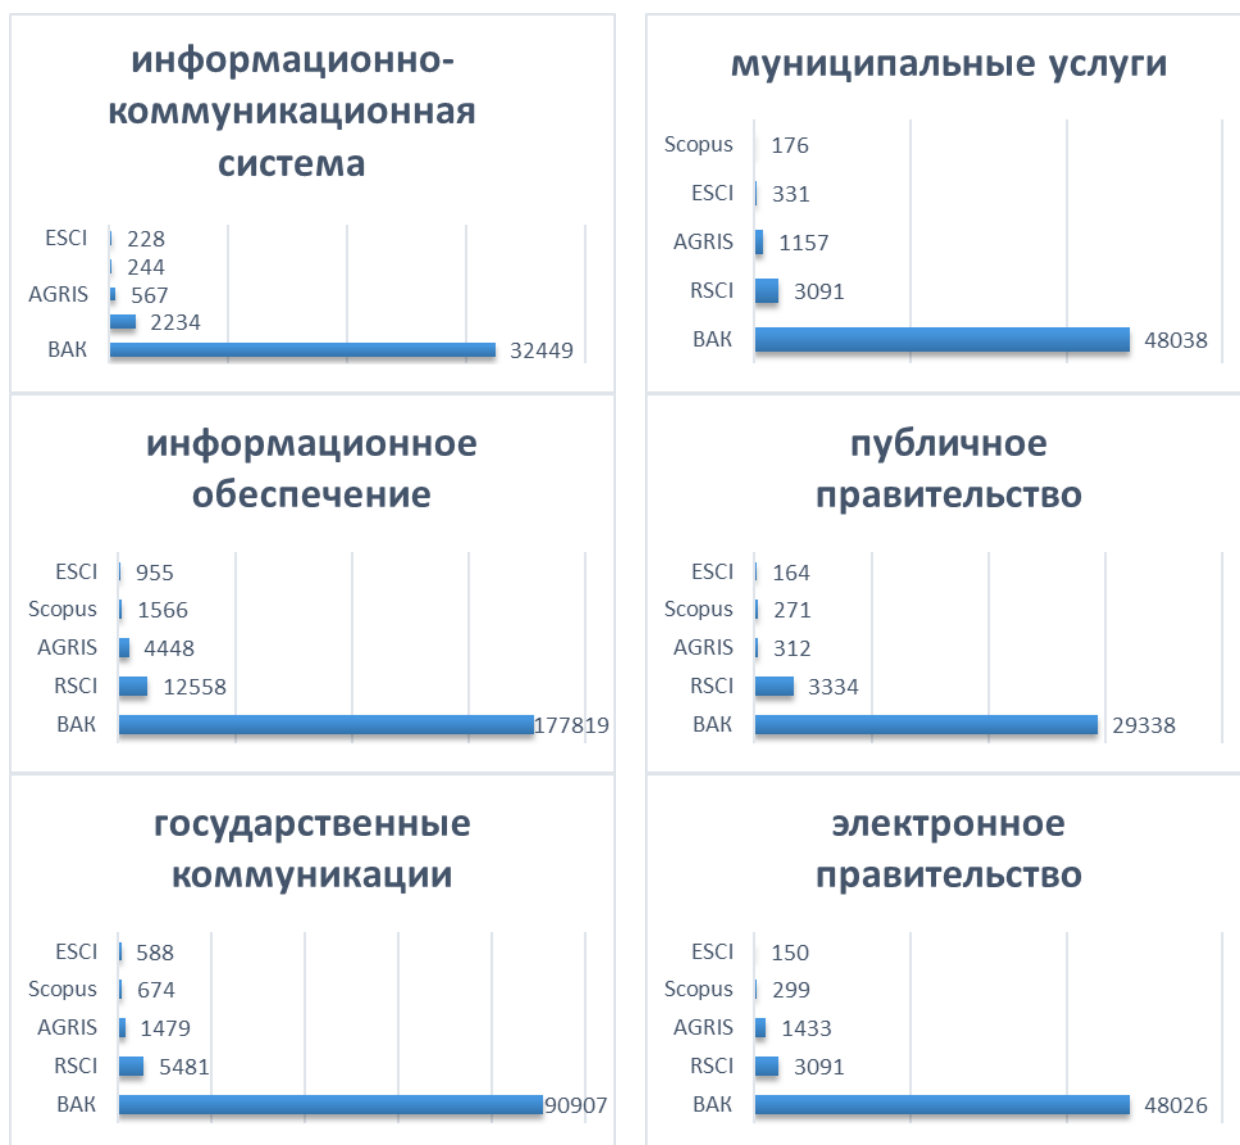 информационно-
коммуникационная
система
ESCI 228
244
AGRIS 567
2234
ВАК 32449
муниципальные услуги
Scopus 176
ESCI 331
AGRIS 1157
RSCI 3091
ВАК 48038
информационное
обеспечение
ESCI 955
Scopus 1566
AGRIS 4448
RSCI 12558
ВАК 177819
публичное
правительство
ESCI 164
Scopus 271
AGRIS 312
RSCI 3334
ВАК 29338
государственные
коммуникации
ESCI 588
Scopus 674
AGRIS 1479
RSCI 5481
ВАК 90907
электронное
правительство
ESCI 150
Scopus 299
AGRIS 1433
RSCI 3091
ВАК 48026